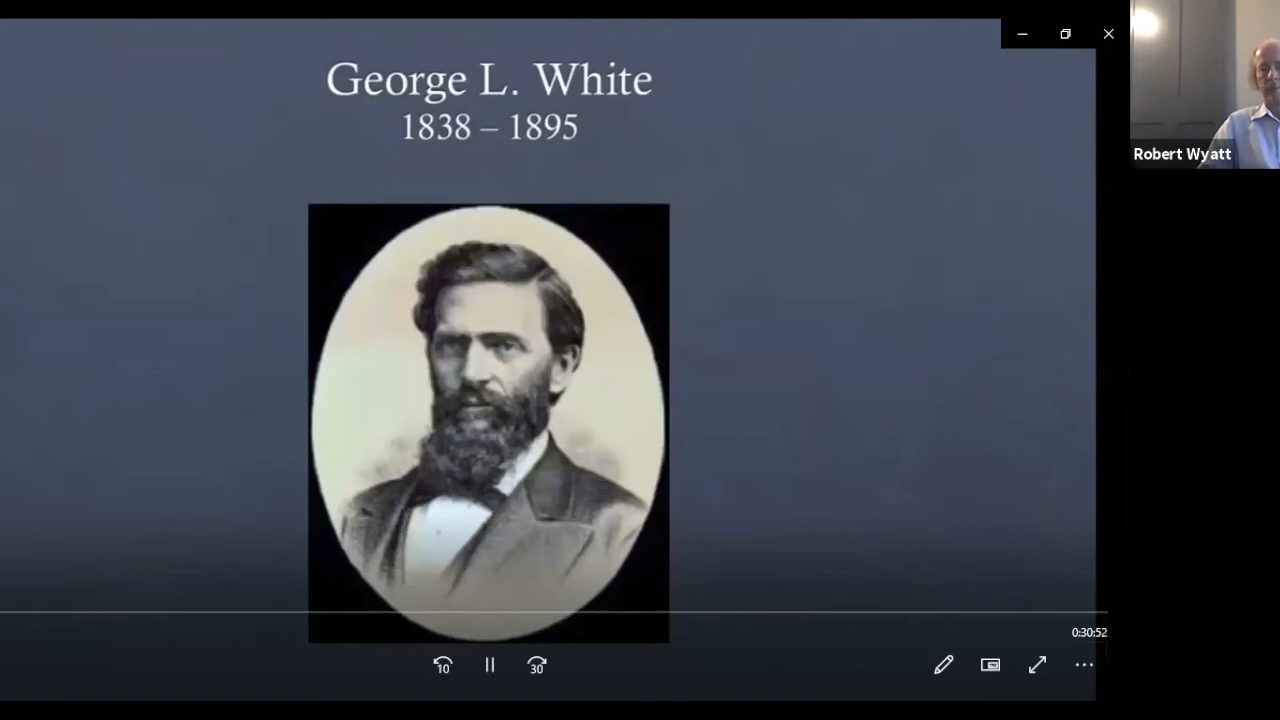 George L. White
1838 – 1895
Robert Wyatt
0:30:52
10
30